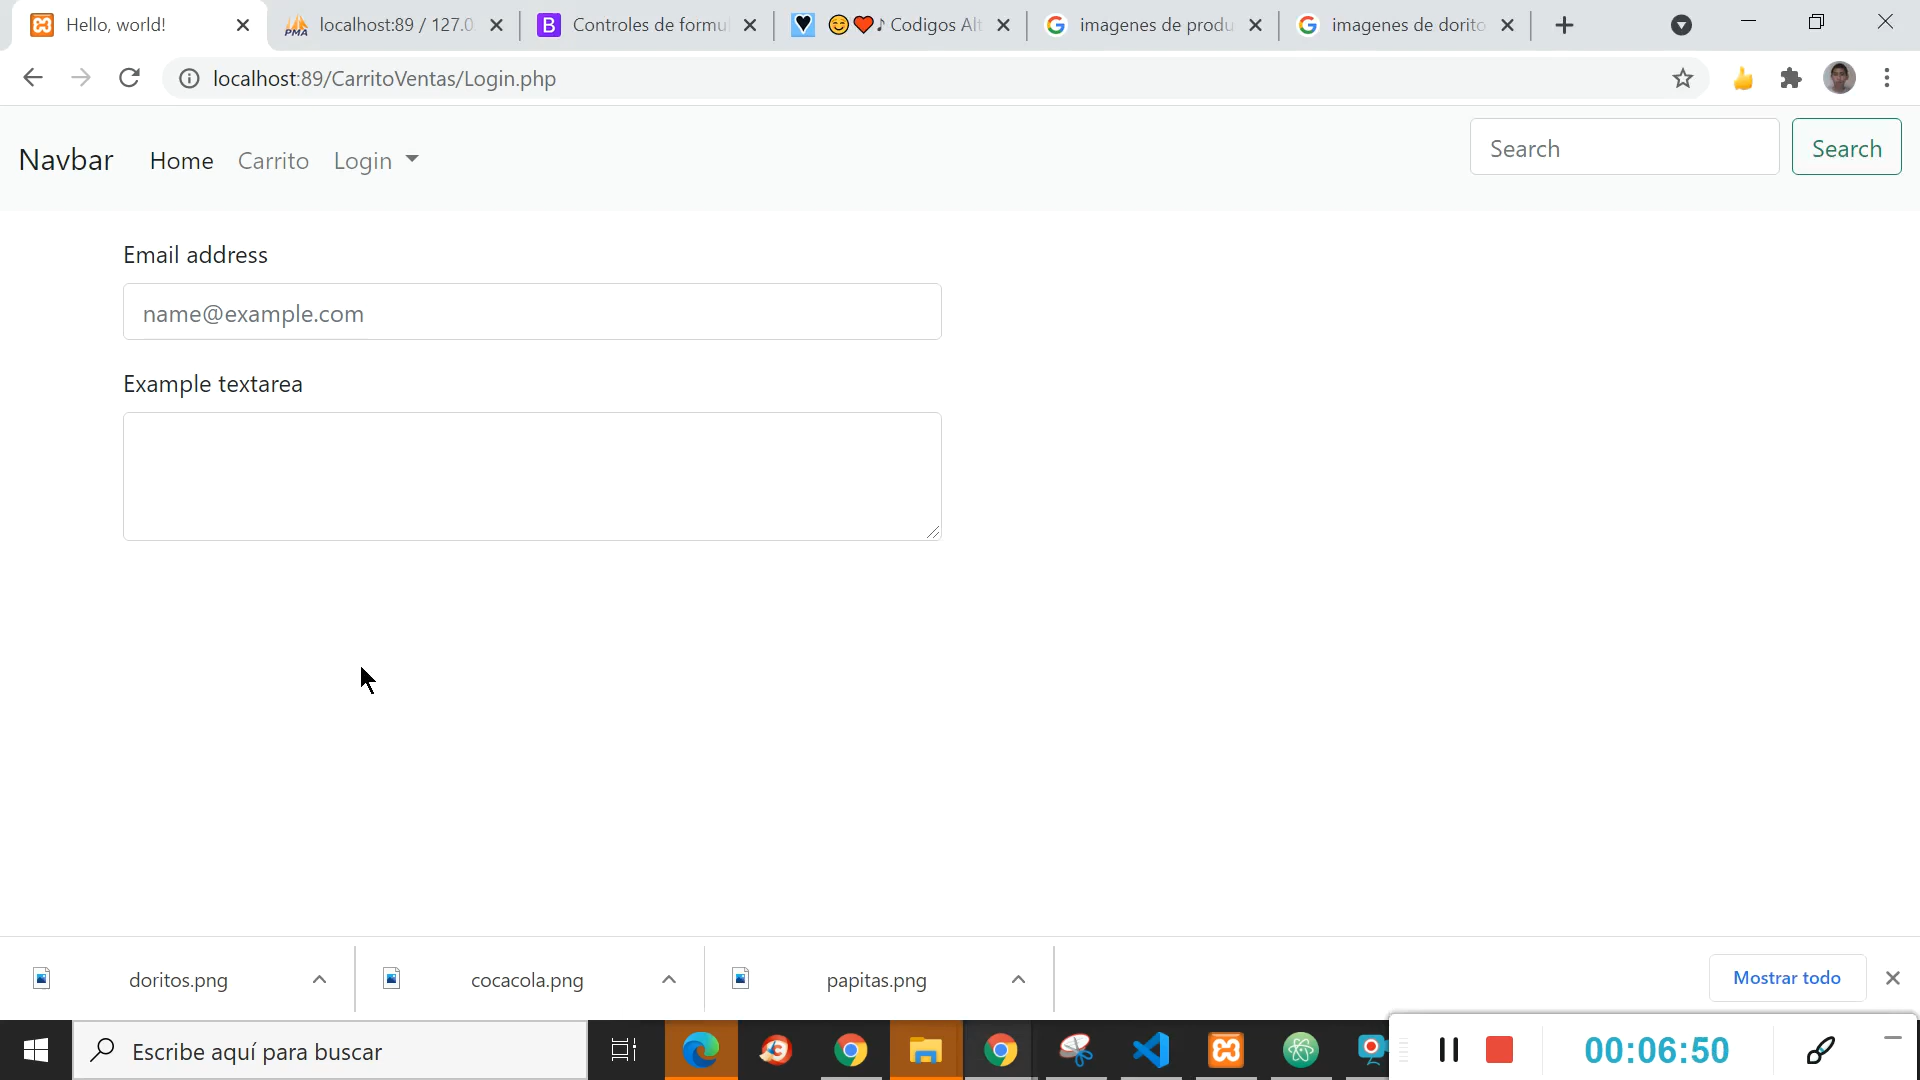 Hello, world!
localhost:89 / 127.0
Controles de formu
😊❤️♪ Codigos Alt
imagenes de produ
imagenes de dorito
localhost:89/CarritoVentas/Login.php
Navbar Home Carrito Login Search Search
Email address
name@example.com
Example textarea
doritos.png cocacola.png papitas.png Mostrar todo
Escribe aquí para buscar
00:06:50